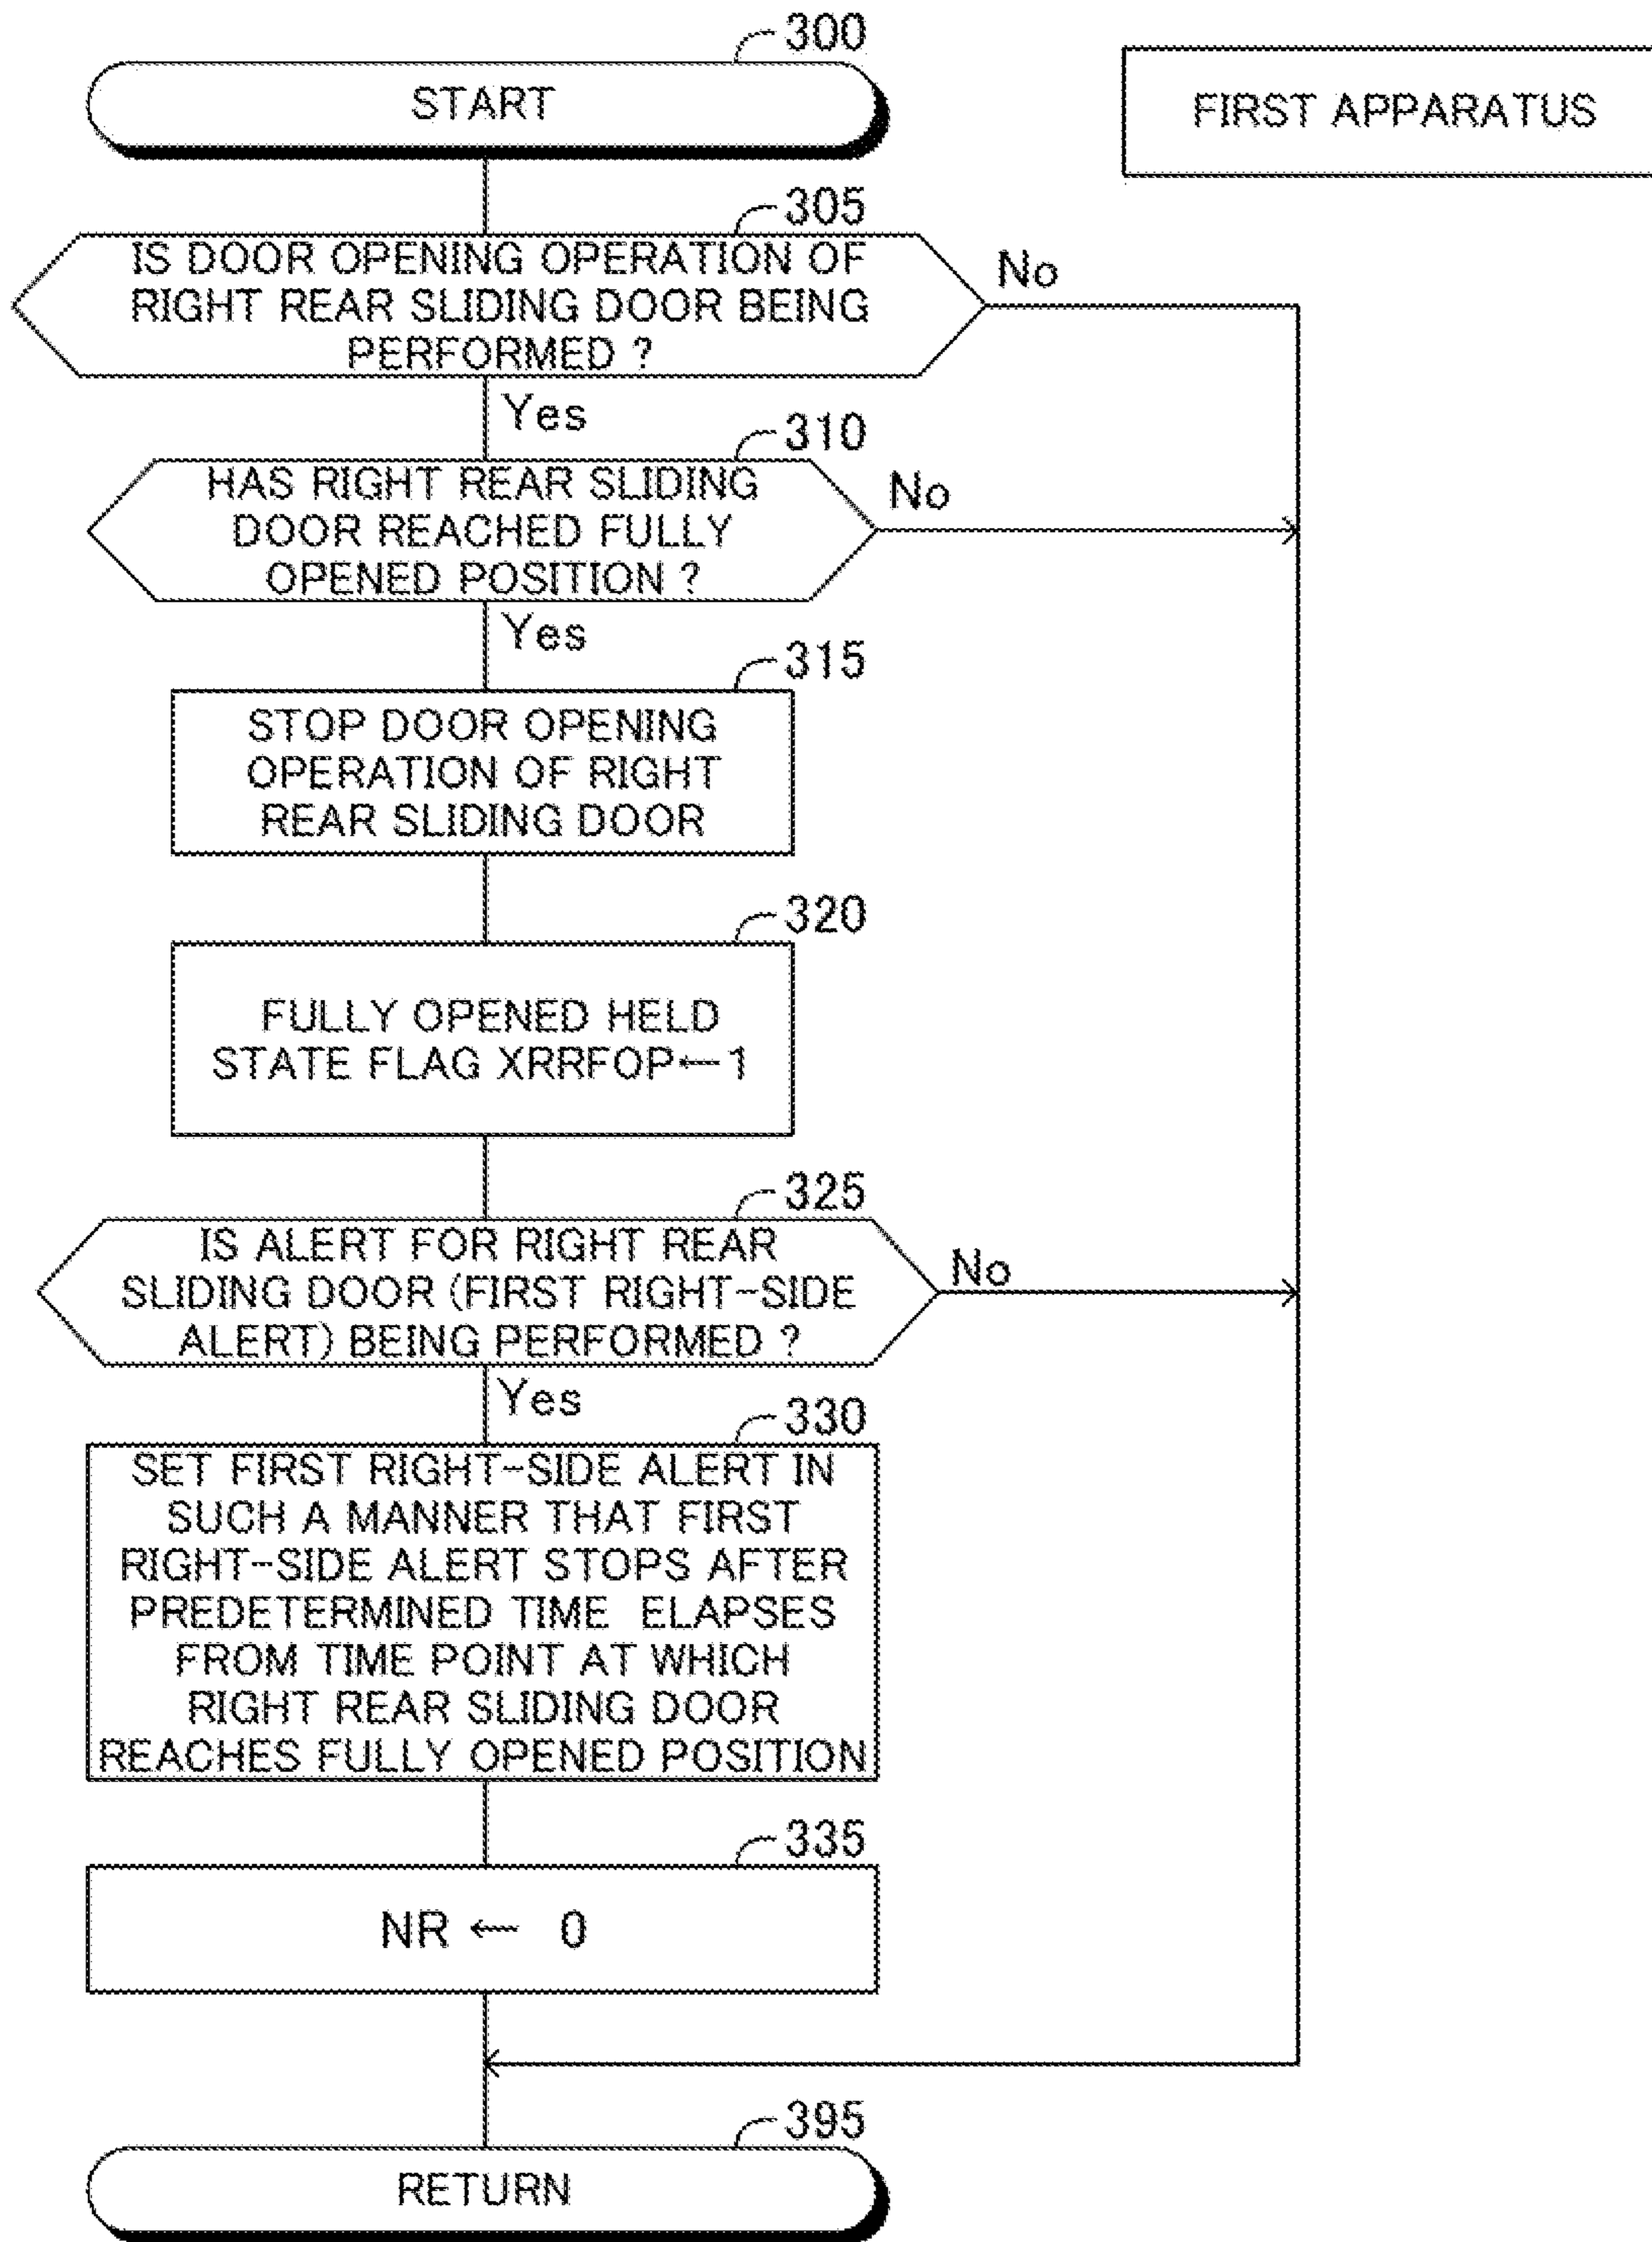 300
START
FIRST APPARATUS
305
IS DOOR OPENING OPERATION OF
RIGHT REAR SLIDING DOOR BEING
PERFORMED ?
No
Yes
310
HAS RIGHT REAR SLIDING
DOOR REACHED FULLY
OPENED POSITION ?
No
Yes
315
STOP DOOR OPENING
OPERATION OF RIGHT
REAR SLIDING DOOR
320
FULLY OPENED HELD
STATE FLAG XRRFOP←1
325
IS ALERT FOR RIGHT REAR
SLIDING DOOR (FIRST RIGHT-SIDE
ALERT) BEING PERFORMED ?
No
Yes
330
SET FIRST RIGHT-SIDE ALERT IN
SUCH A MANNER THAT FIRST
RIGHT-SIDE ALERT STOPS AFTER
PREDETERMINED TIME ELAPSES
FROM TIME POINT AT WHICH
RIGHT REAR SLIDING DOOR
REACHES FULLY OPENED POSITION
335
NR ← 0
395
RETURN